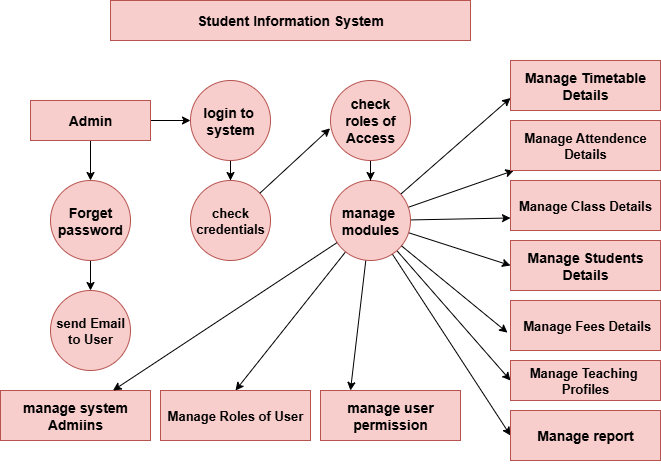 Student Information System
Admin
login to
system
check
roles of
Access
Manage Timetable
Details
Manage Attendence
Details
Forget
password
check
credentials
manage
modules
Manage Class Details
Manage Students
Details
send Email
to User
Manage Fees Details
Manage Teaching
Profiles
manage system
Admiins
Manage Roles of User
manage user
permission
Manage report